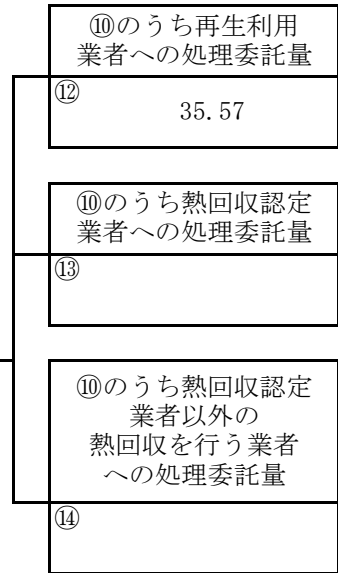 ⑩のうち再生利用
業者への処理委託量
⑫
35.57
⑩のうち熱回収認定
業者への処理委託量
⑬
⑩のうち熱回収認定
業者以外の
熱回収を行う業者
への処理委託量
⑭